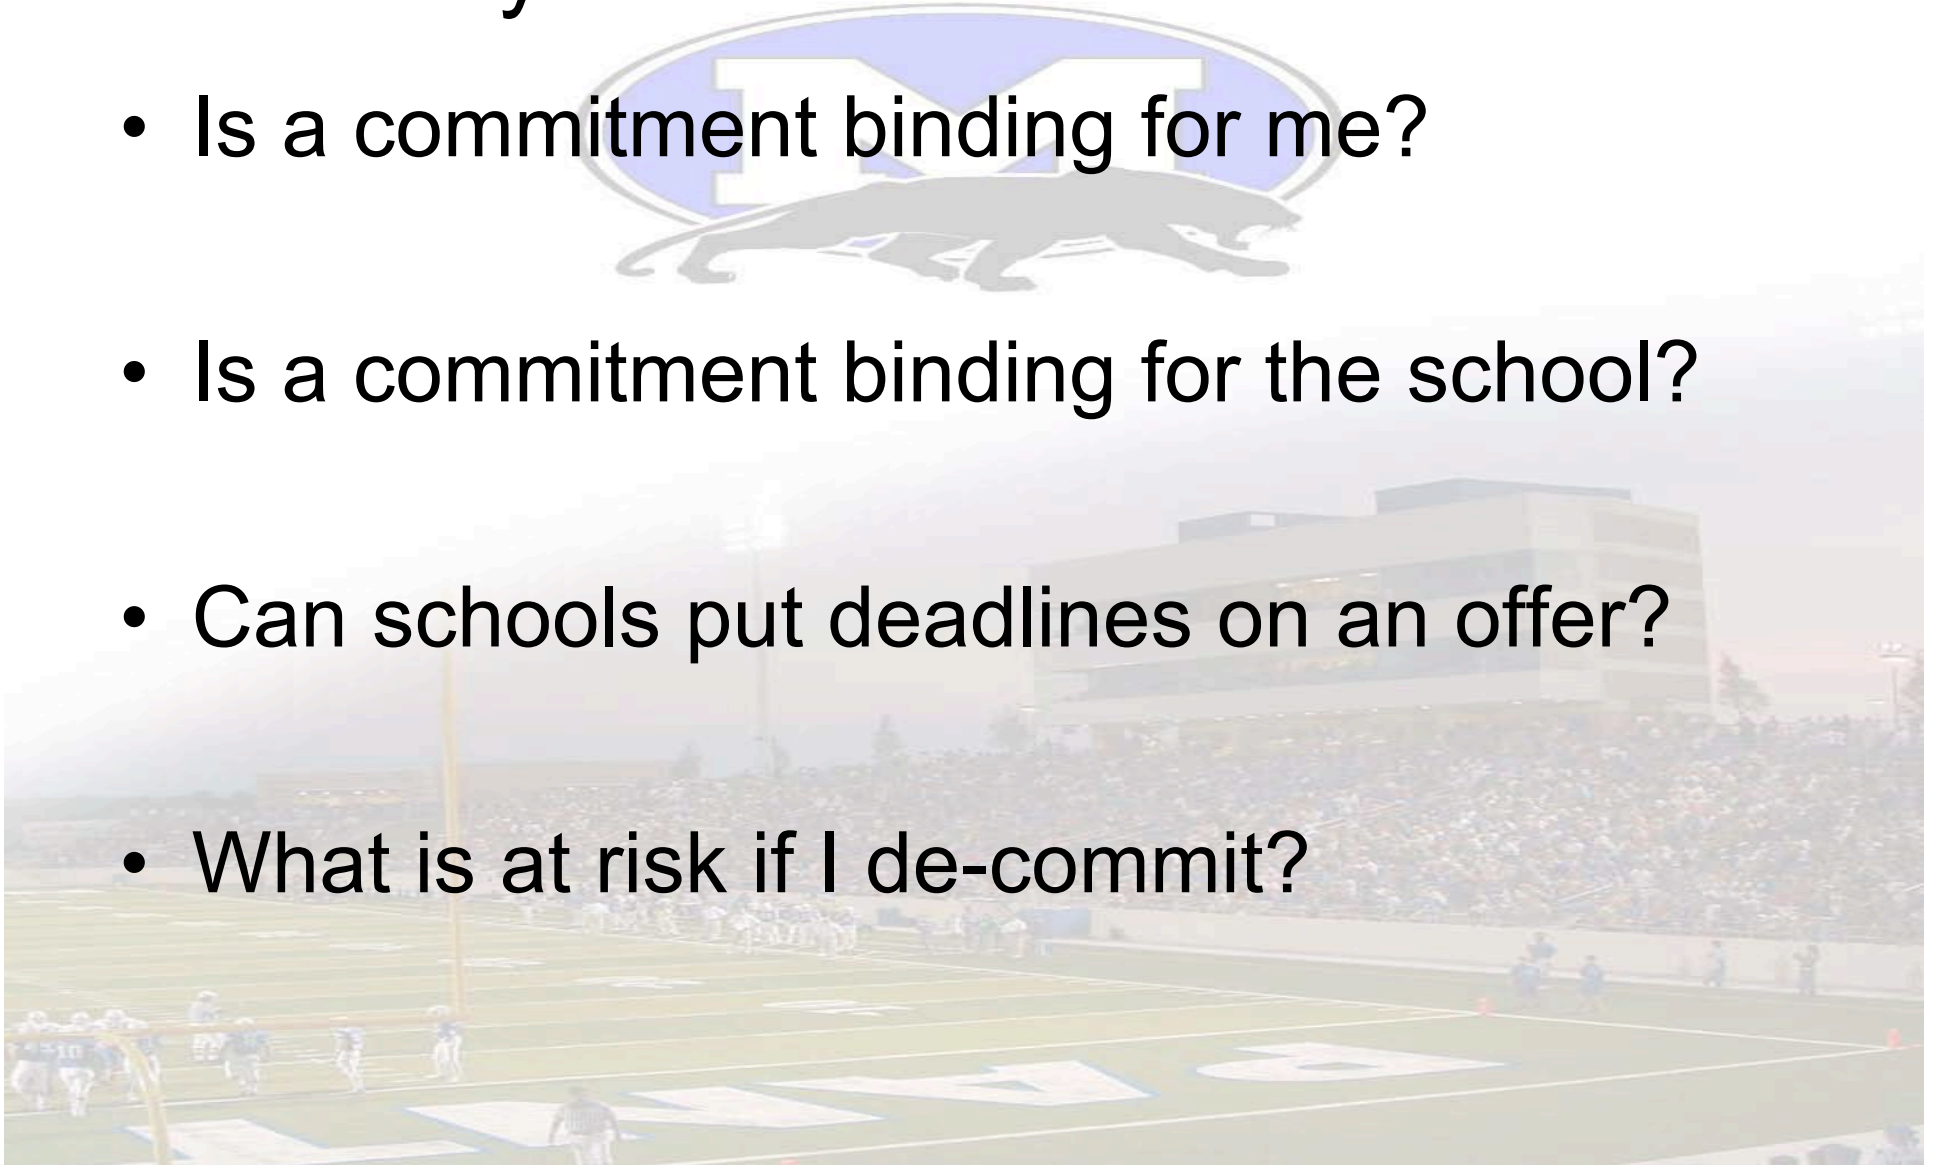 • Is a commitment binding for me?
• Is a commitment binding for the school?
• Can schools put deadlines on an offer?
• What is at risk if I de-commit?
M